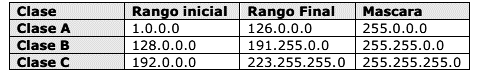 Clase Rango inicial Rango Final Mascara
Clase A 1.0.0.0 126.0.0.0 255.0.0.0
Clase B 128.0.0.0 191.255.0.0 255.255.0.0
Clase C 192.0.0.0 223.255.255.0 255.255.255.0